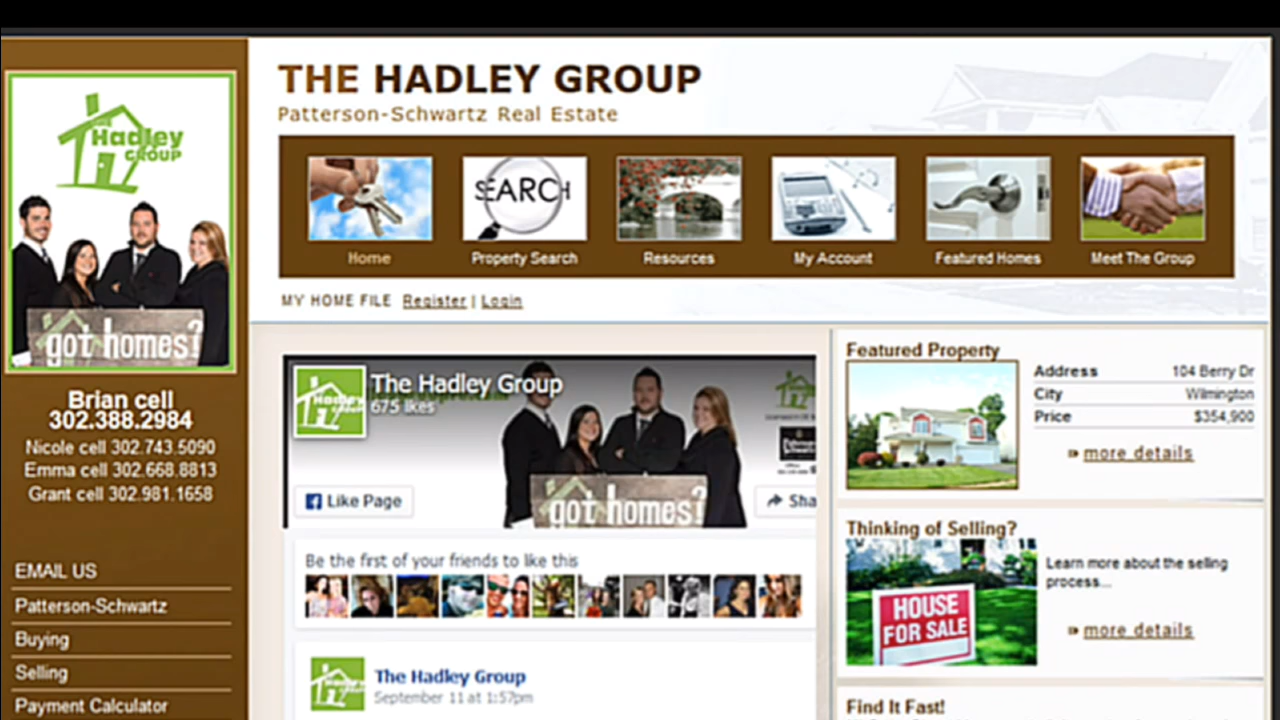 The Hadley GROUP
got homes?
Brian cell
302.388.2984
Nicole cell 302.743.5090
Emma cell 302.668.8813
Grant cell 302.981.1658
EMAIL US
Patterson-Schwartz
Buying
Selling
Payment Calculator
THE HADLEY GROUP
Patterson-Schwartz Real Estate
SEARCH
Home Property Search Resources My Account Featured Homes Meet The Group
MY HOME FILE Register | Login
The Hadley Group
675 likes
got homes?
Like Page Sha
Be the first of your friends to like this
The Hadley Group
September 11 at 1:57pm
Featured Property
Address 104 Berry Dr
City Wilmington
Price $354,900
more details
Thinking of Selling?
Learn more about the selling
process...
HOUSE
FOR SALE
more details
Find It Fast!